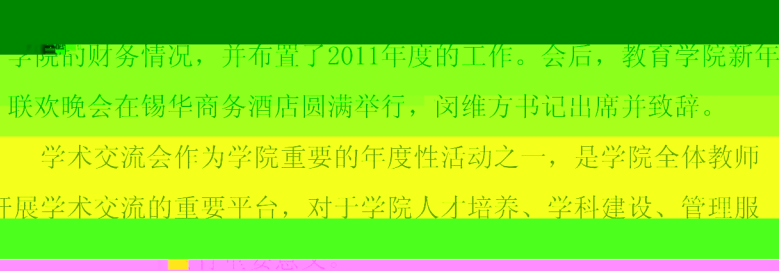 学院的财务情况，并布置了2011年度的工作。会后，教育学院新年
联欢晚会在锡华商务酒店圆满举行，闵维方书记出席并致辞。
学术交流会作为学院重要的年度性活动之一，是学院全体教师
开展学术交流的重要平台，对于学院人才培养、学科建设、管理服